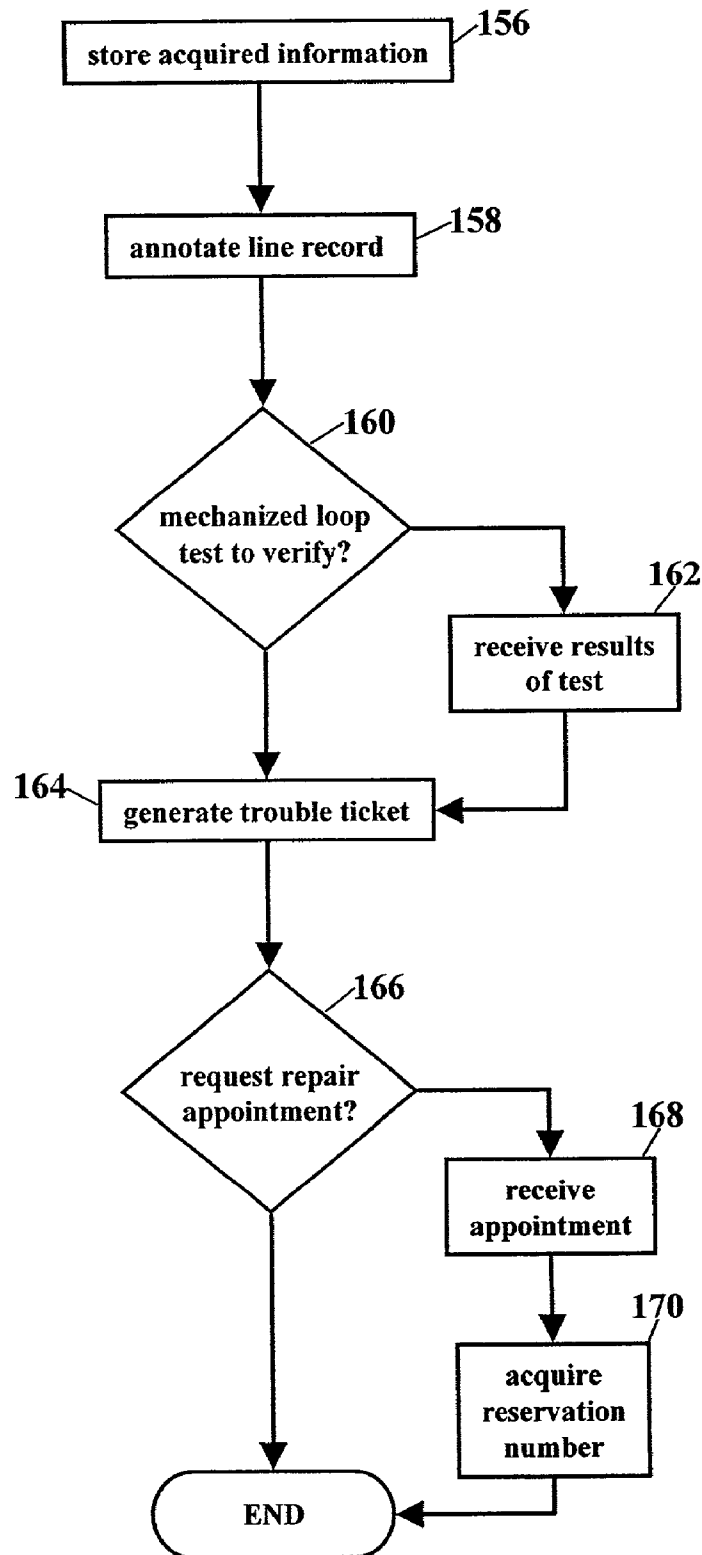 156
store acquired information
158
annotate line record
160
mechanized loop
test to verify?
162
receive results
of test
164
generate trouble ticket
166
request repair
appointment?
168
receive
appointment
170
acquire
reservation
number
END